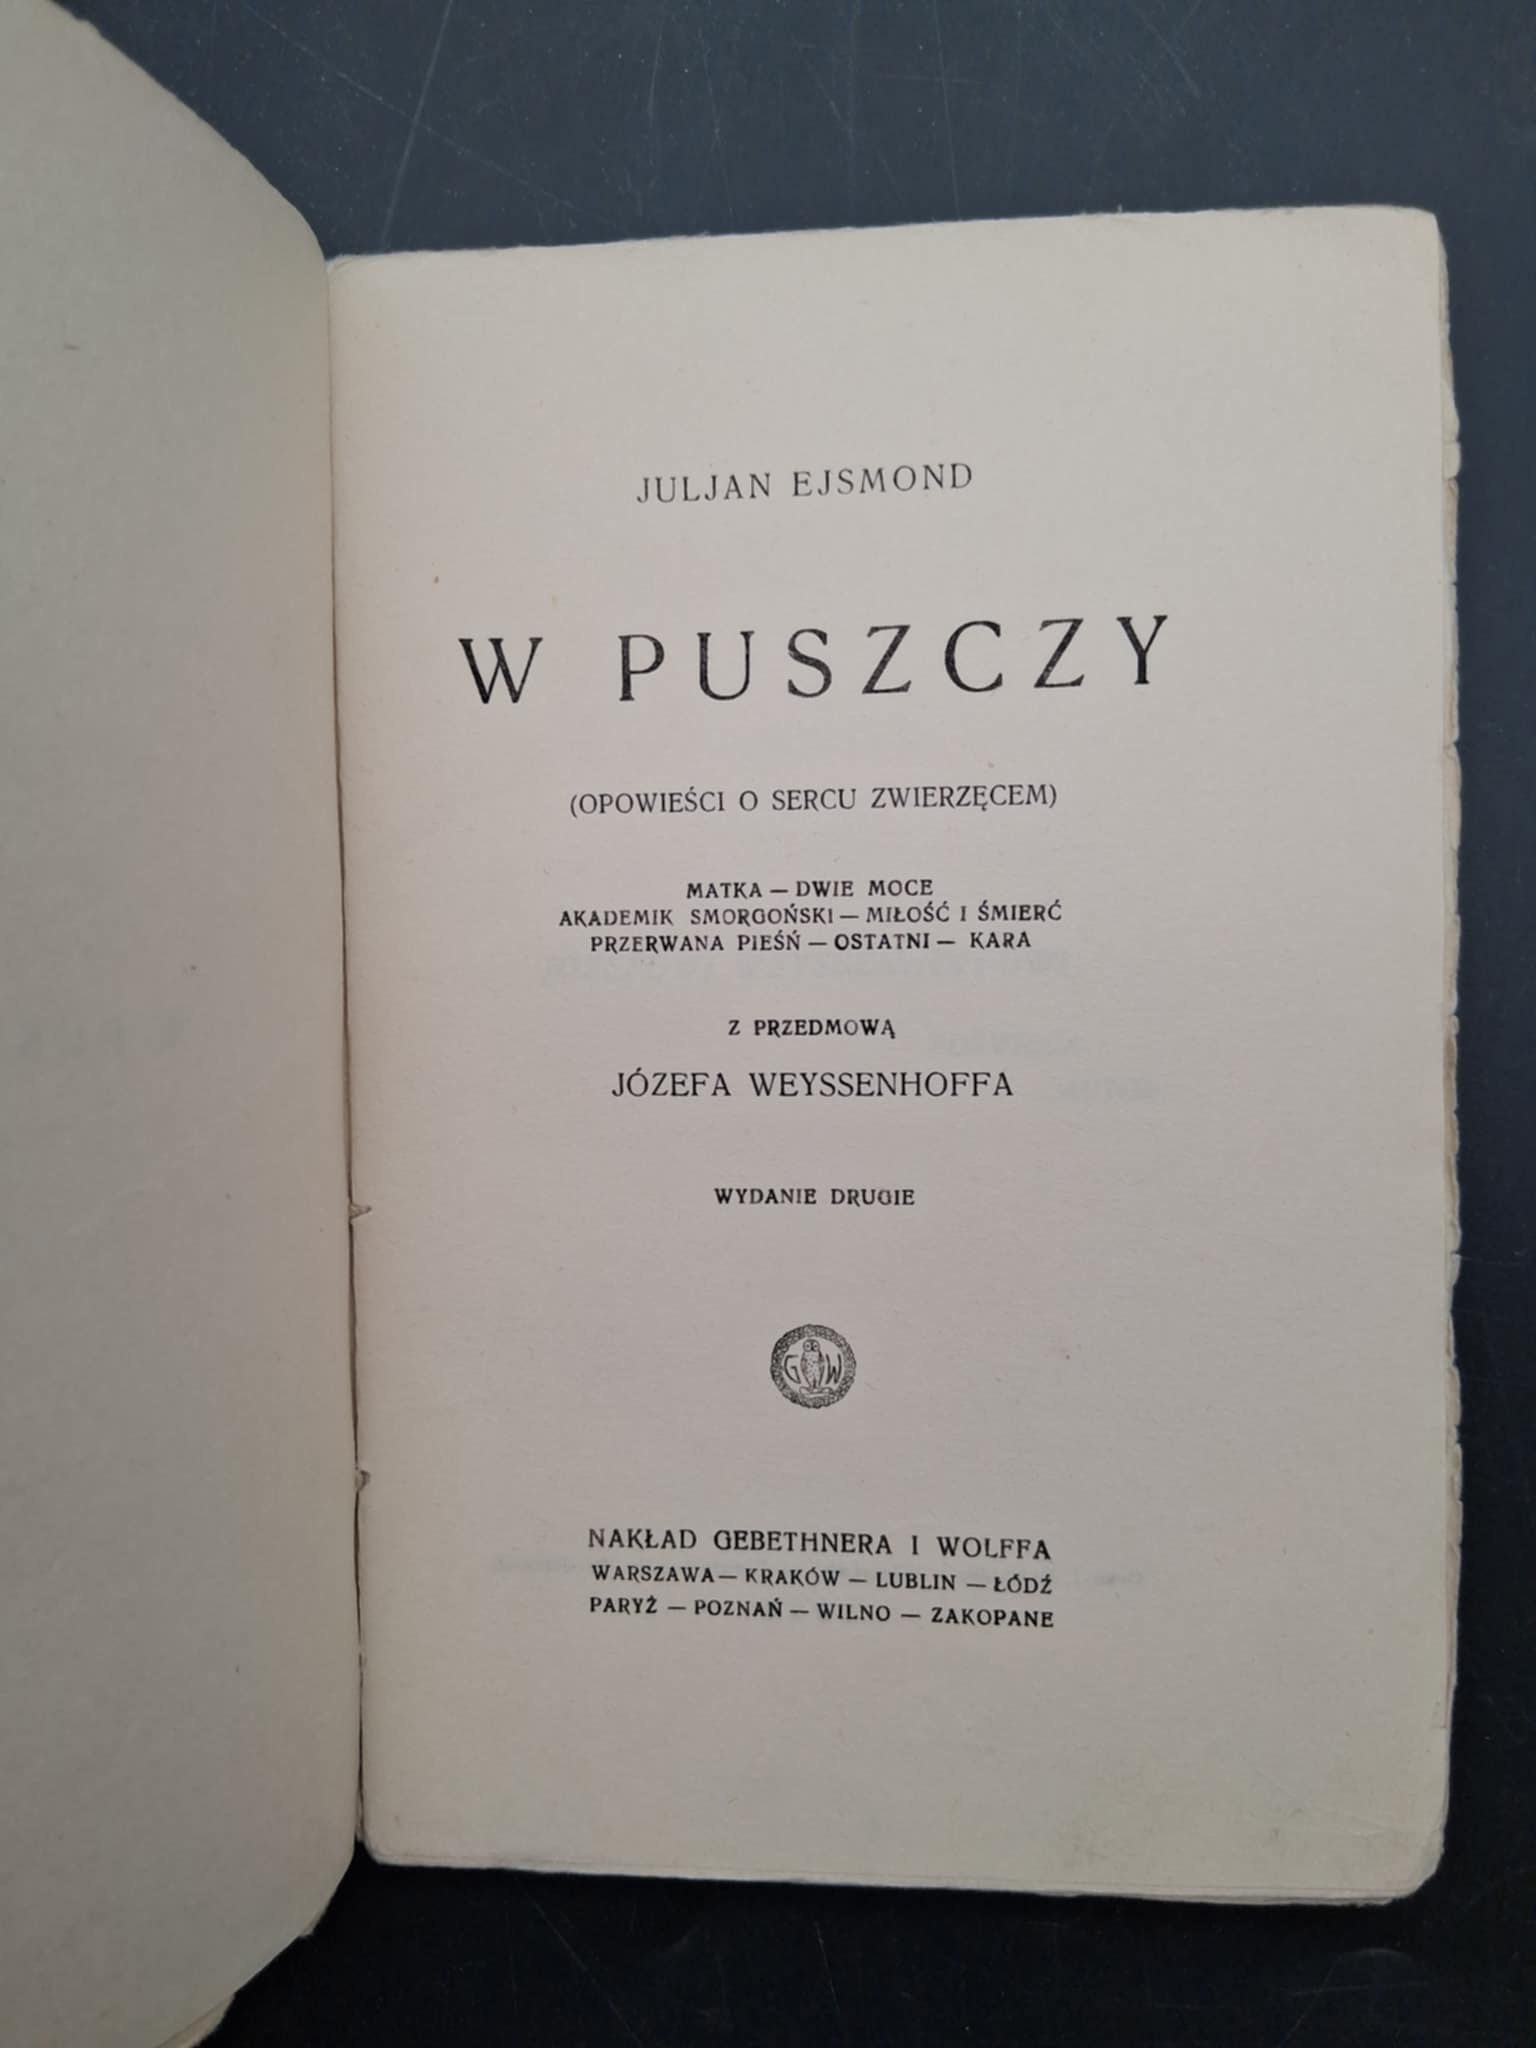 JULJAN EJSMOND
W PUSZCZY
(OPOWIEŚCI O SERCU ZWIERZĘCEM)
MATKA — DWIE MOCE
AKADEMIK SMORGOŃSKI — MIŁOŚĆ I ŚMIERĆ
PRZERWANA PIEŚŃ — OSTATNI — KARA
Z PRZEDMOWĄ
JÓZEFA WEYSSENHOFFA
WYDANIE DRUGIE
G W
NAKŁAD GEBETHNERA I WOLFFA
WARSZAWA — KRAKÓW — LUBLIN — ŁÓDŹ
PARYŻ — POZNAŃ — WILNO — ZAKOPANE